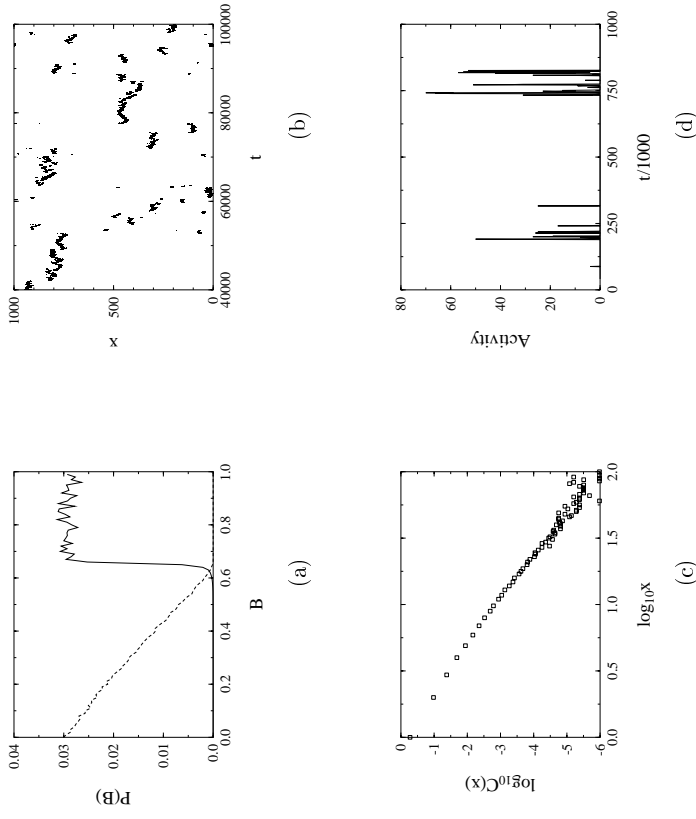 0.04
0.03
0.02
0.01
0.0
P(B)
0.0 0.2 0.4 0.6 0.8 1.0
B
(a)
1000
500
0
x
40000 60000 80000 100000
t
(b)
0
-1
-2
-3
-4
-5
-6
log₁₀C(x)
0.0 0.5 1.0 1.5 2.0
log₁₀x
(c)
80
60
40
20
0
Activity
0 250 500 750 1000
t/1000
(d)